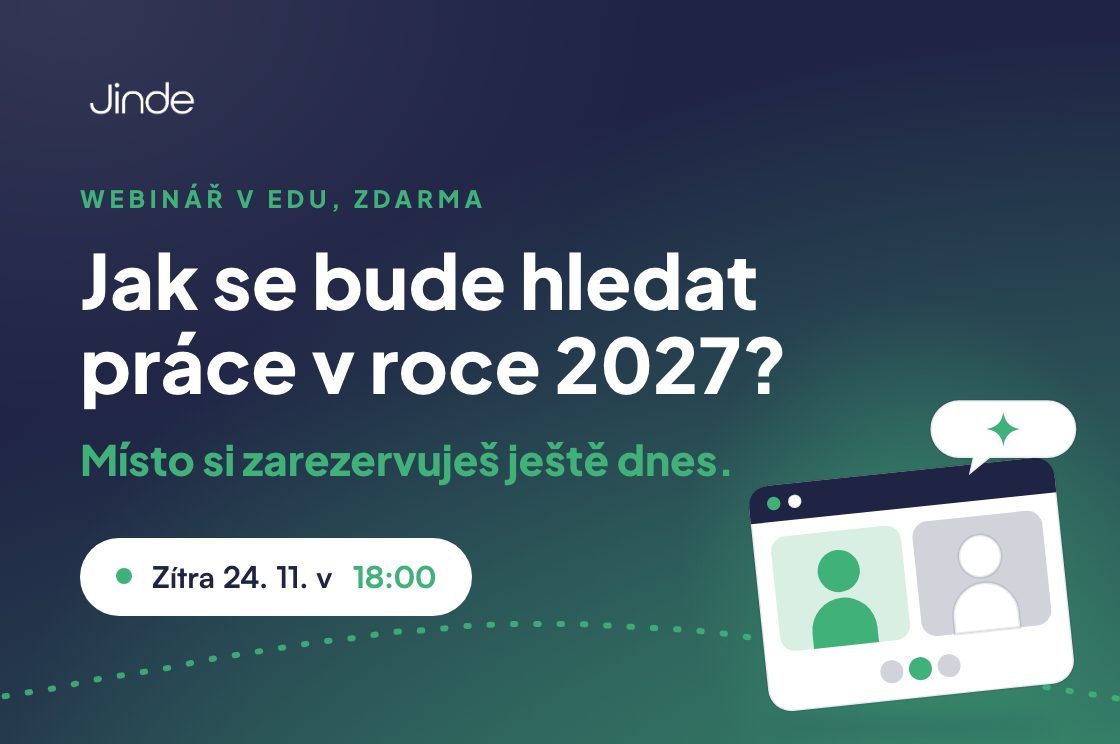 Jinde
WEBINÁŘ V EDU, ZDARMA
Jak se bude hledat
práce v roce 2027?
Místo si zarezervuješ ještě dnes.
Zítra 24. 11. v 18:00